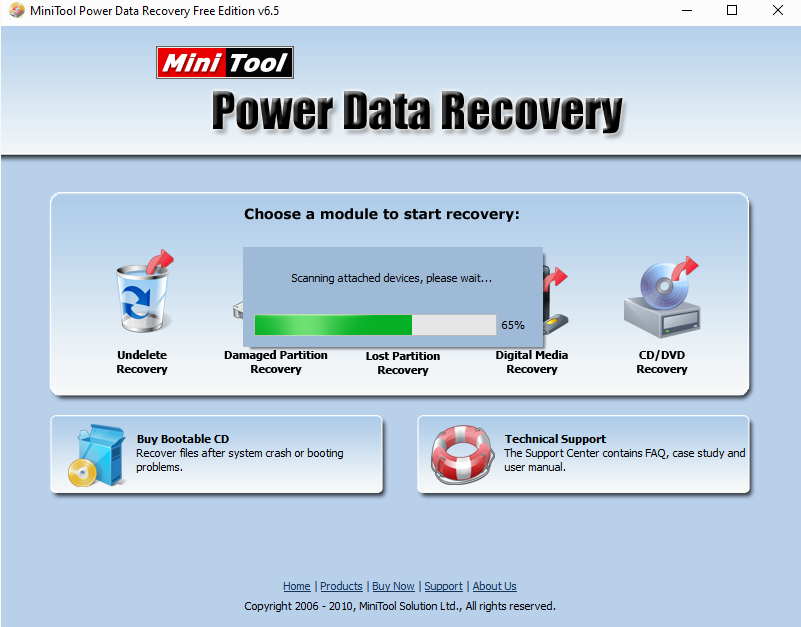 MiniTool Power Data Recovery Free Edition v6.5
Mini Tool
Power Data Recovery
Choose a module to start recovery:
Scanning attached devices, please wait...
65%
Undelete
Recovery
Damaged Partition
Recovery
Lost Partition
Recovery
Digital Media
Recovery
CD/DVD
Recovery
Buy Bootable CD
Recover files after system crash or booting
problems.
Technical Support
The Support Center contains FAQ, case study and
user manual.
Home | Products | Buy Now | Support | About Us
Copyright 2006 - 2010, MiniTool Solution Ltd., All rights reserved.